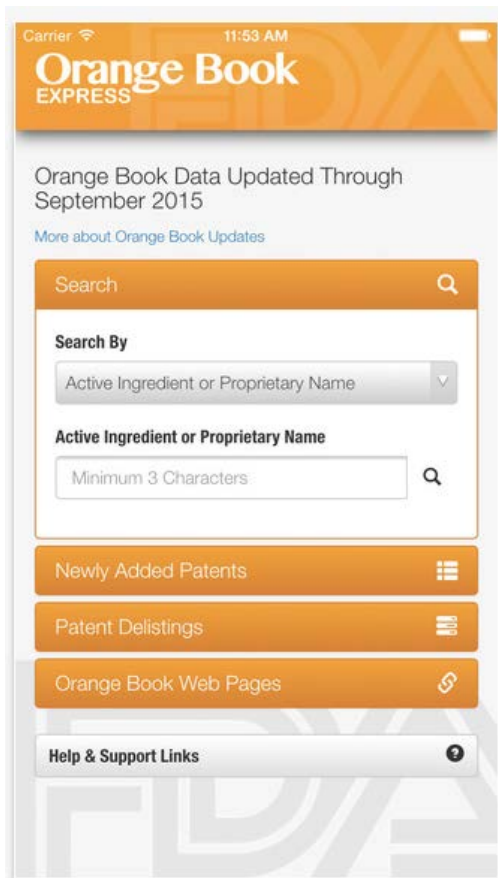 Carrier 11:53 AM
Orange Book
EXPRESS
Orange Book Data Updated Through
September 2015
More about Orange Book Updates
Search
Search By
Active Ingredient or Proprietary Name
Active Ingredient or Proprietary Name
Minimum 3 Characters
Newly Added Patents
Patent Delistings
Orange Book Web Pages
Help & Support Links
FDA